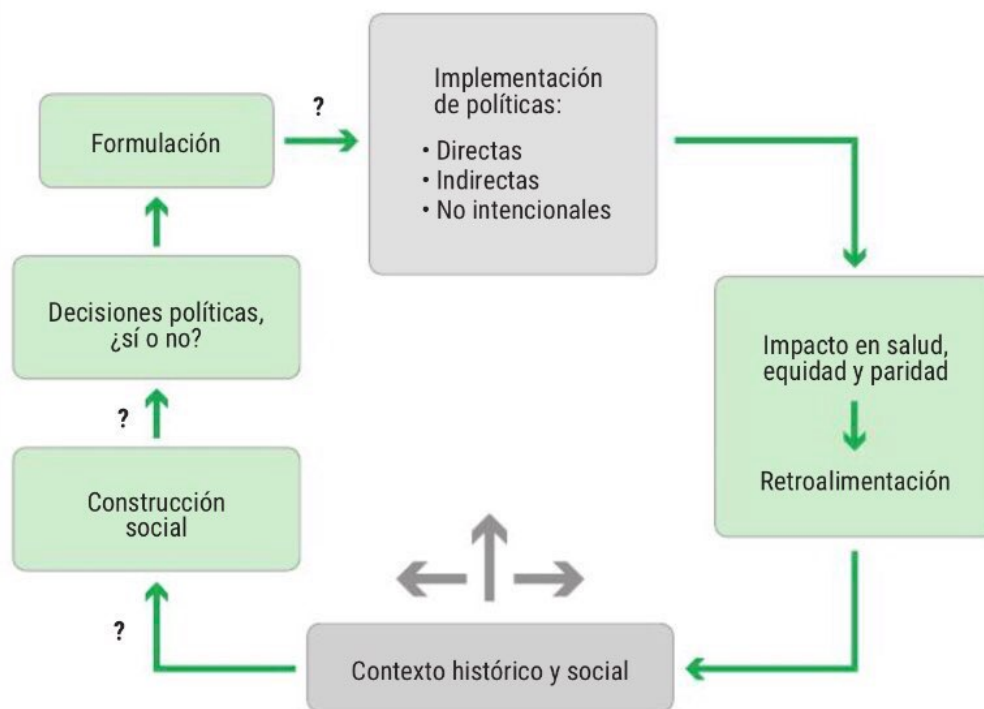 Formulación
?
Implementación
de políticas:
• Directas
• Indirectas
• No intencionales
Decisiones políticas,
¿sí o no?
Impacto en salud,
equidad y paridad
Retroalimentación
?
Construcción
social
?
Contexto histórico y social